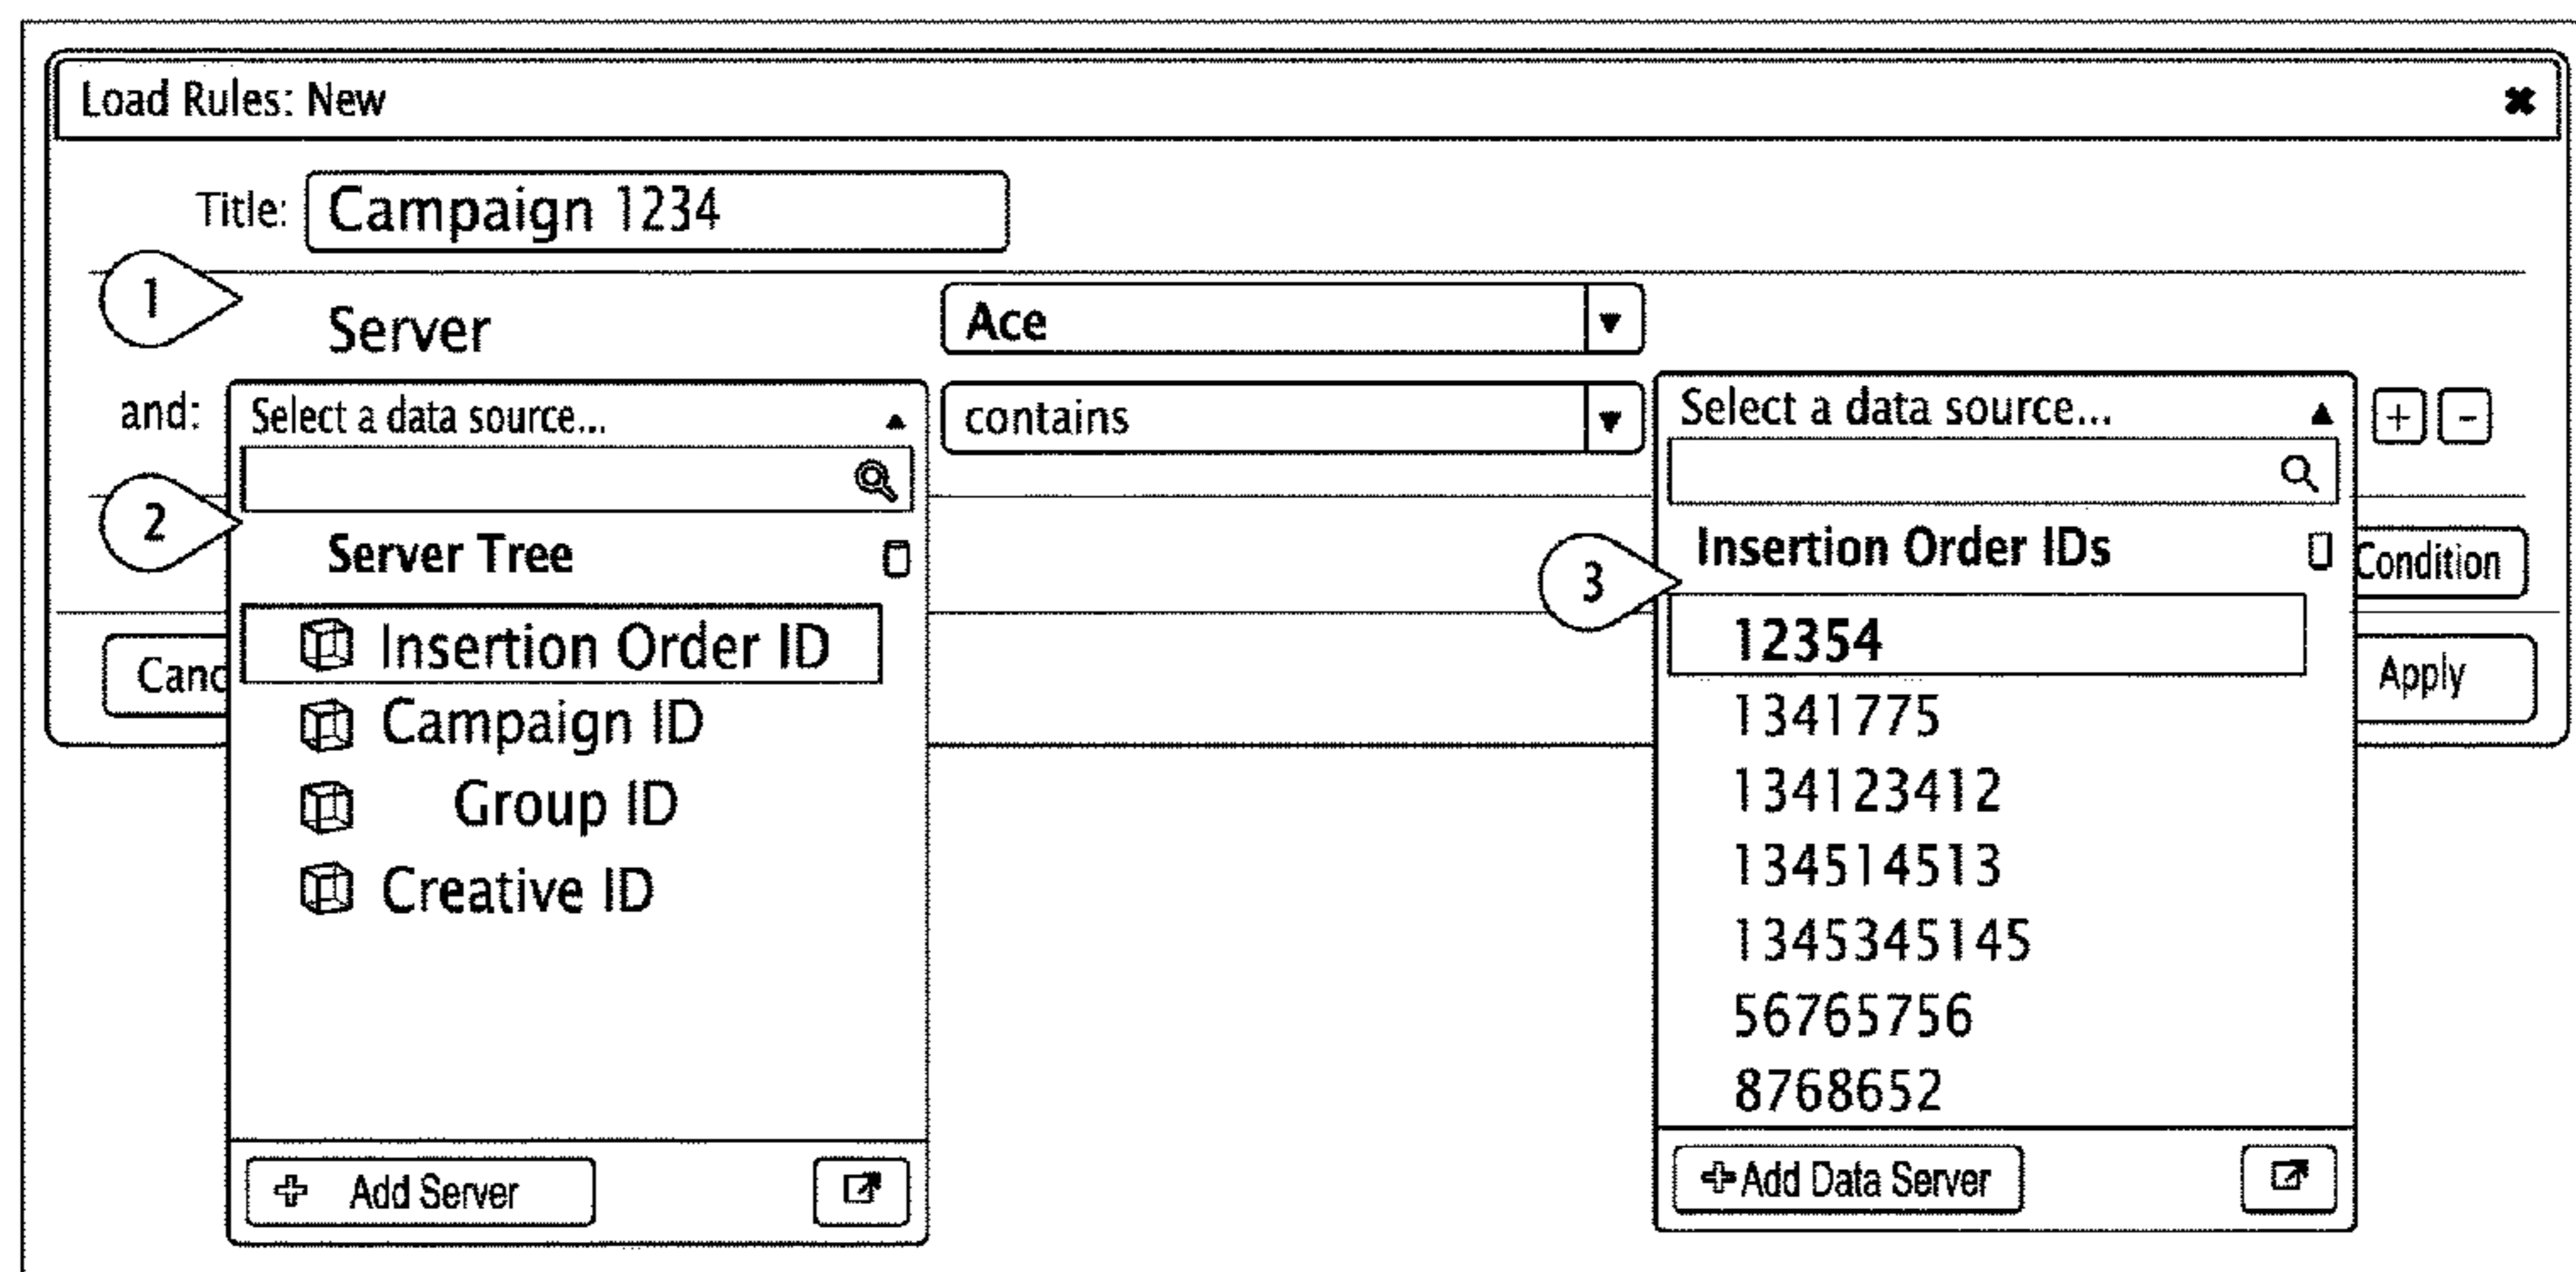 Load Rules: New ✖
Title: Campaign 1234
1 Server Ace ▼
and: Select a data source... ▲ contains ▼ Select a data source... ▲ + -
2 Server Tree
3 Insertion Order IDs
Condition
Insertion Order ID
Campaign ID
Group ID
Creative ID
12354
1341775
134123412
134514513
1345345145
56765756
8768652
Canc
Apply
Add Server
Add Data Server